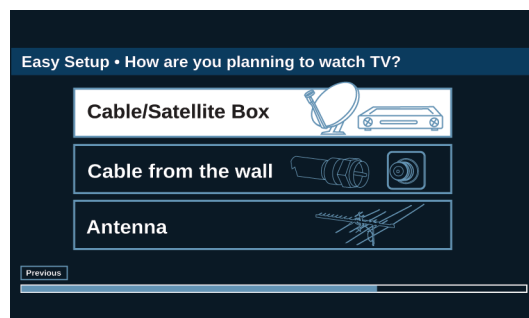 Easy Setup • How are you planning to watch TV?
Cable/Satellite Box
Cable from the wall
Antenna
Previous